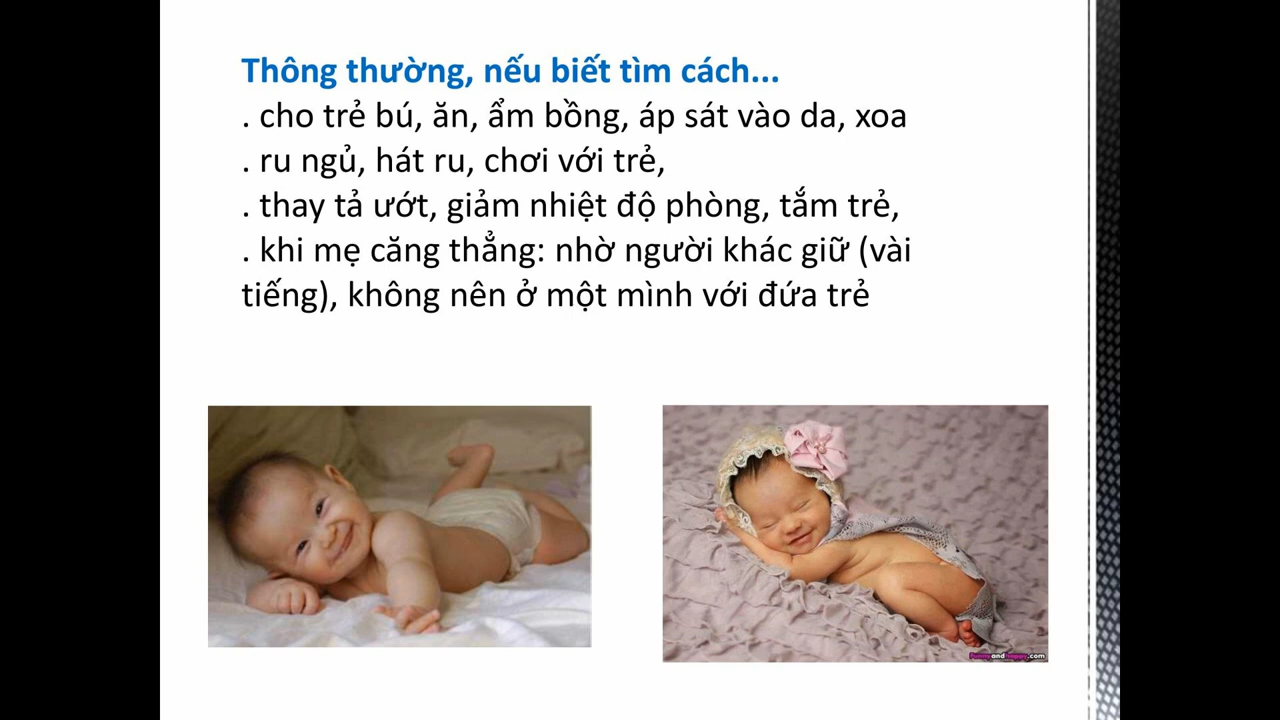 Thông thường, nếu biết tìm cách...
. cho trẻ bú, ăn, ẩm bồng, áp sát vào da, xoa
. ru ngủ, hát ru, chơi với trẻ,
. thay tả ướt, giảm nhiệt độ phòng, tắm trẻ,
. khi mẹ căng thẳng: nhờ người khác giữ (vài
tiếng), không nên ở một mình với đứa trẻ